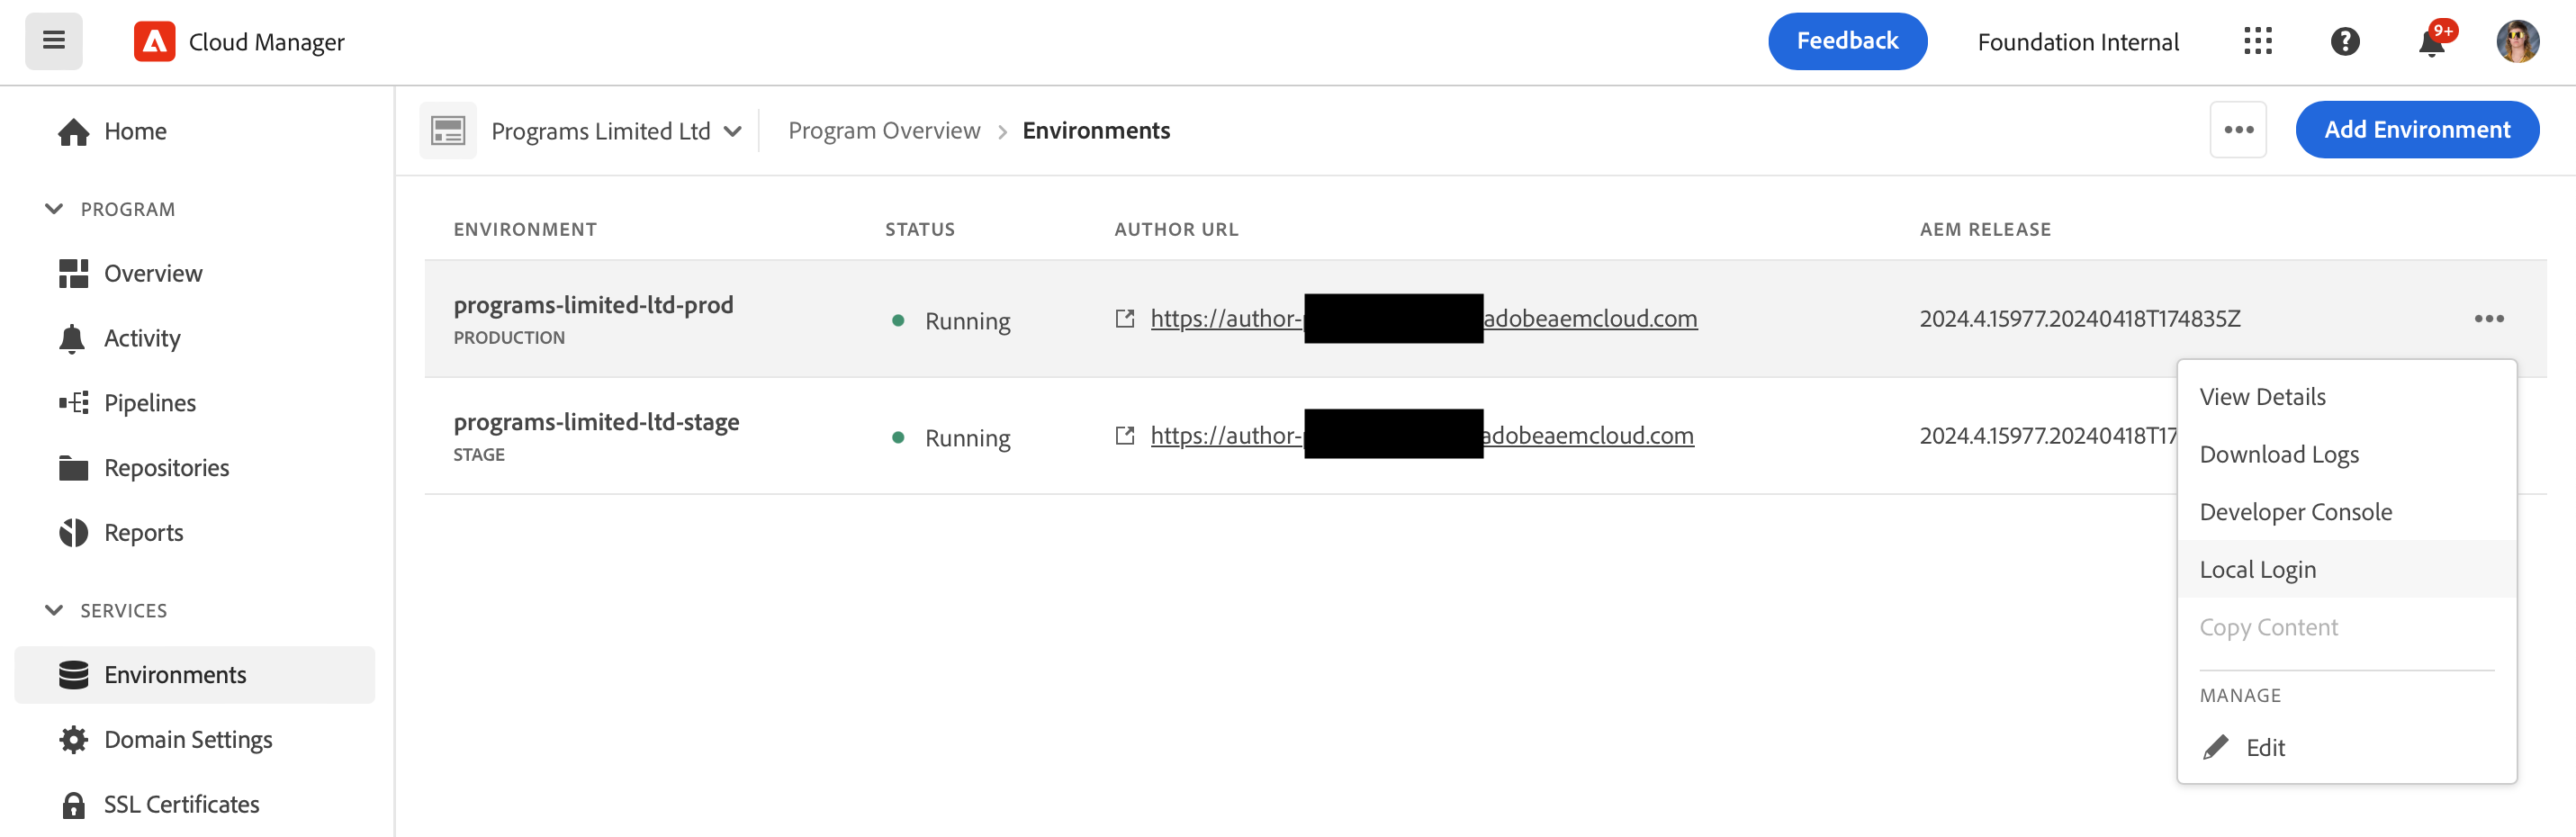 Cloud Manager
Feedback
Foundation Internal
9+
Home
PROGRAM
Overview
Activity
Pipelines
Repositories
Reports
SERVICES
Environments
Domain Settings
SSL Certificates
Programs Limited Ltd
Program Overview > Environments
Add Environment
ENVIRONMENT STATUS AUTHOR URL AEM RELEASE
programs-limited-ltd-prod
PRODUCTION
Running
https://author- adobeaemcloud.com
2024.4.15977.20240418T174835Z
programs-limited-ltd-stage
STAGE
Running
https://author- adobeaemcloud.com
2024.4.15977.20240418T17
View Details
Download Logs
Developer Console
Local Login
Copy Content
MANAGE
Edit